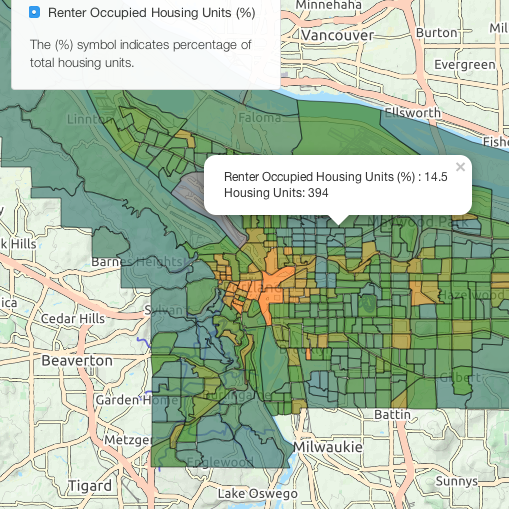 Renter Occupied Housing Units (%)
The (%) symbol indicates percentage of
total housing units.
Minnehaha
Vancouver
Burton
Evergreen
Ellsworth
Linnton
Faloma
Renter Occupied Housing Units (%) : 14.5
×
Housing Units: 394
k Hills
Barnes Heights
Hazelwood
Sylvan
Cedar Hills
Beaverton
Gilbert
Garden Home
Battin
Metzger
Milwaukie
Englewood
Tigard
Lake Oswego
Sunnys